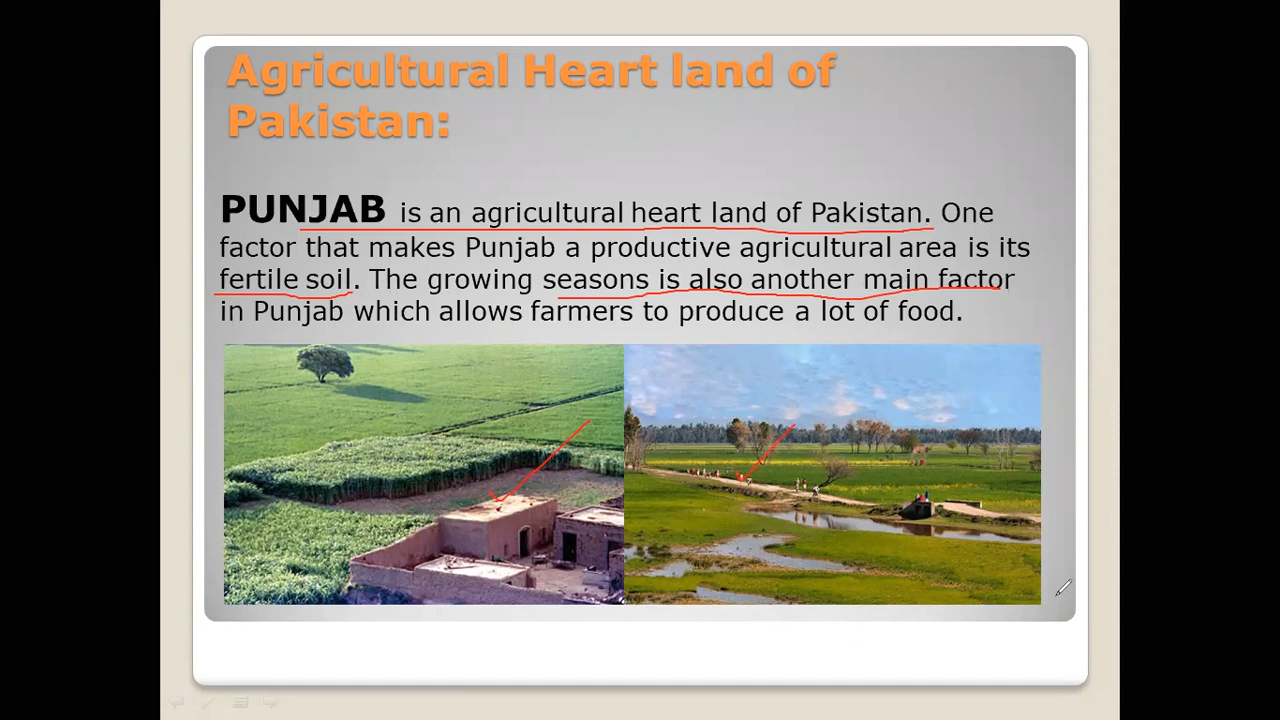 Agricultural Heart land of
Pakistan:
PUNJAB is an agricultural heart land of Pakistan. One
factor that makes Punjab a productive agricultural area is its
fertile soil. The growing seasons is also another main factor
in Punjab which allows farmers to produce a lot of food.